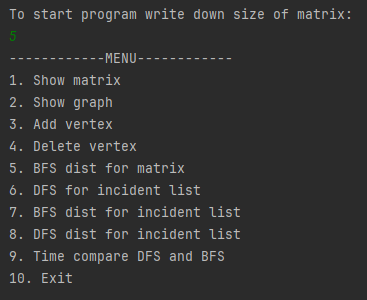 To start program write down size of matrix:
5
------------MENU------------
1. Show matrix
2. Show graph
3. Add vertex
4. Delete vertex
5. BFS dist for matrix
6. DFS for incident list
7. BFS dist for incident list
8. DFS dist for incident list
9. Time compare DFS and BFS
10. Exit